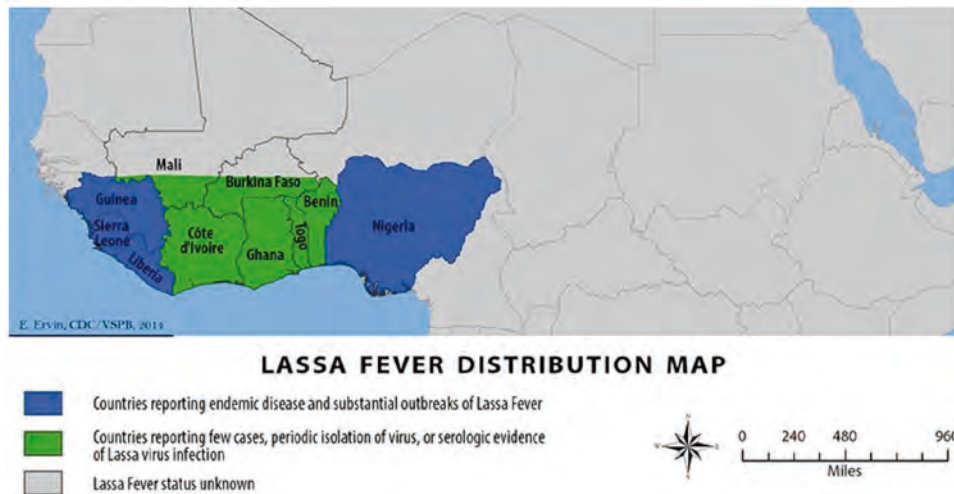 Mali
Burkina Faso
Guinea
Benin
Sierra
Leone
Côte
d'Ivoire
Ghana
Togo
Nigeria
Liberia
E. Ervin, CDC/VSPB, 2014
LASSA FEVER DISTRIBUTION MAP
Countries reporting endemic disease and substantial outbreaks of Lassa Fever
Countries reporting few cases, periodic isolation of virus, or serologic evidence
of Lassa virus infection
Lassa Fever status unknown
N
W
E
S
0 240 480 960
Miles